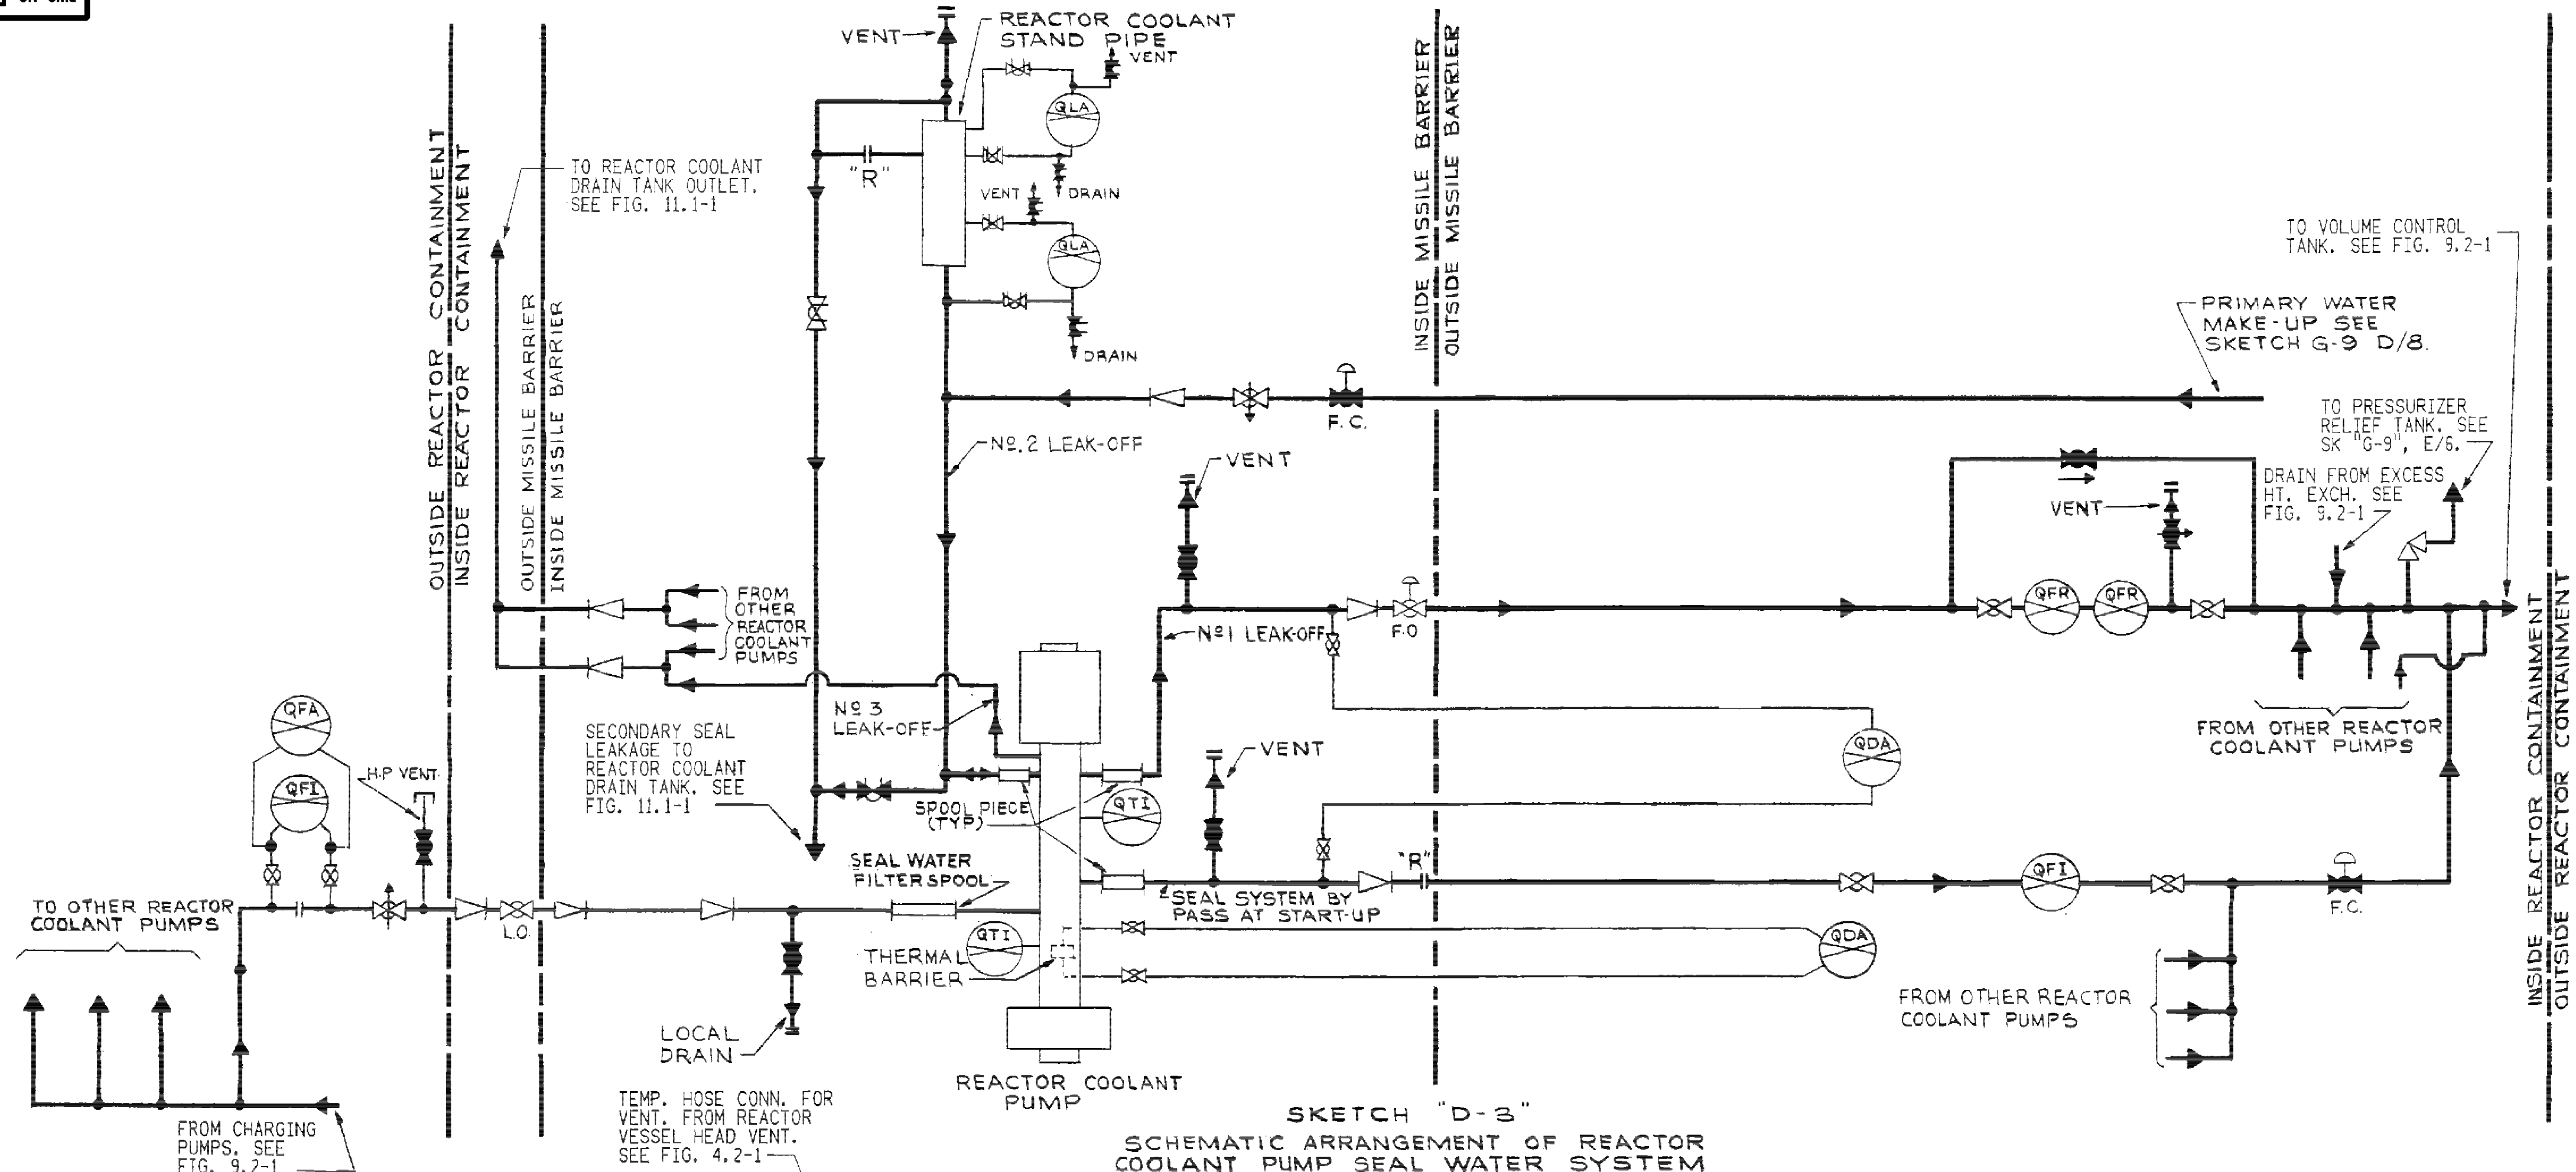 REACTOR COOLANT
STAND PIPE
VENT
VENT
QLA
"R"
DRAIN
VENT
QLA
DRAIN
OUTSIDE REACTOR CONTAINMENT
INSIDE REACTOR CONTAINMENT
OUTSIDE MISSILE BARRIER
INSIDE MISSILE BARRIER
TO REACTOR COOLANT
DRAIN TANK OUTLET.
SEE FIG. 11.1-1
INSIDE MISSILE BARRIER
OUTSIDE MISSILE BARRIER
TO VOLUME CONTROL
TANK. SEE FIG. 9.2-1
PRIMARY WATER
MAKE-UP SEE
SKETCH G-9 D/8.
F.C.
TO PRESSURIZER
RELIEF TANK. SEE
SK "G-9", E/6.
DRAIN FROM EXCESS
HT. EXCH. SEE
FIG. 9.2-1
VENT
Nº.2 LEAK-OFF
VENT
QFR
QFR
F.O
Nº1 LEAK-OFF
FROM
OTHER
REACTOR
COOLANT
PUMPS
Nº 3
LEAK-OFF
FROM OTHER REACTOR
COOLANT PUMPS
INSIDE REACTOR CONTAINMENT
OUTSIDE REACTOR CONTAINMENT
QFA
QFI
H.P VENT.
SECONDARY SEAL
LEAKAGE TO
REACTOR COOLANT
DRAIN TANK. SEE
FIG. 11.1-1
SPOOL PIECE
(TYP)
QTI
VENT
QDA
SEAL WATER
FILTER SPOOL
"R"
QFI
F.C.
SEAL SYSTEM BY
PASS AT START-UP
TO OTHER REACTOR
COOLANT PUMPS
L.O.
QTI
THERMAL
BARRIER
QDA
LOCAL
DRAIN
FROM OTHER REACTOR
COOLANT PUMPS
REACTOR COOLANT
PUMP
FROM CHARGING
PUMPS. SEE
FIG. 9.2-1
TEMP. HOSE CONN. FOR
VENT. FROM REACTOR
VESSEL HEAD VENT.
SEE FIG. 4.2-1
SKETCH "D-3"
SCHEMATIC ARRANGEMENT OF REACTOR
COOLANT PUMP SEAL WATER SYSTEM